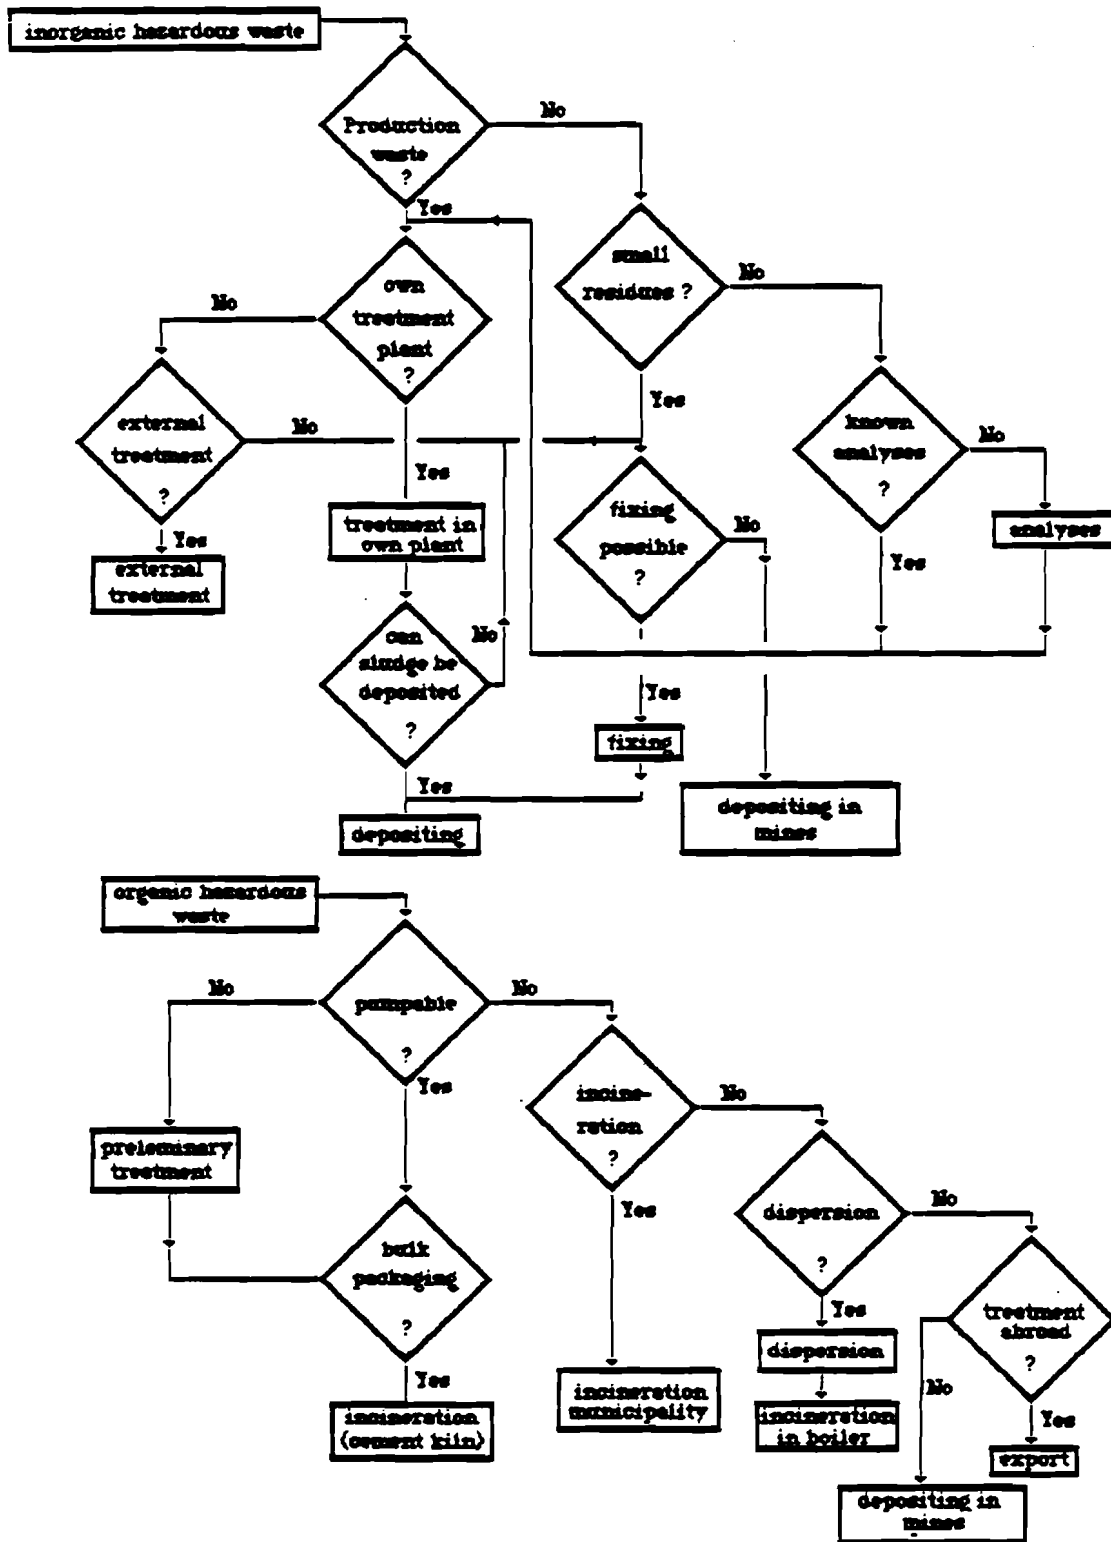 inorganic hazardous waste
No
Production
waste
?
Yes
small
residues ?
No
own
treatment
plant
?
No
Yes
external
treatment
?
No
known
analyses
?
No
Yes
fixing
possible
?
No
treatment in
own plant
analyses
Yes
external
treatment
Yes
can
sludge be
deposited
?
No
Yes
fixing
Yes
depositing
depositing in
mines
organic hazardous
waste
No
pumpable
?
No
Yes
incine-
ration
?
No
preleminary
treatment
Yes
dispersion
?
No
bulk
packaging
?
Yes
treatment
abroad
?
dispersion
Yes
No
incineration
municipality
incineration
(cement kiln)
incineration
in boiler
Yes
export
depositing in
mines